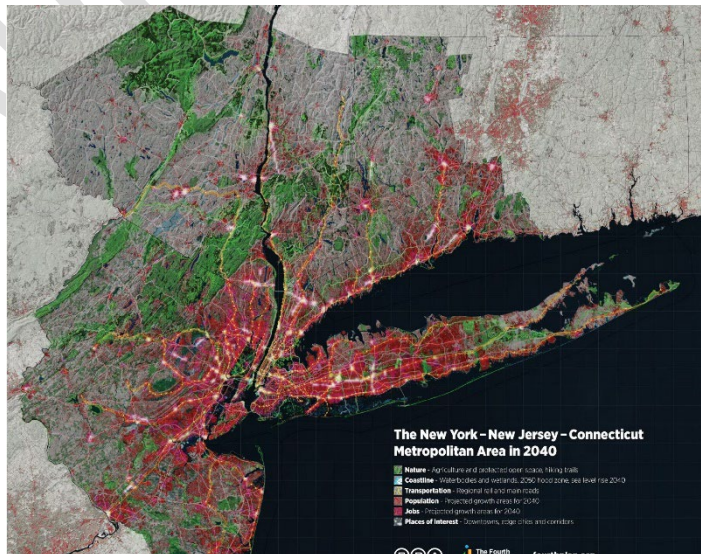 The New York – New Jersey – Connecticut
Metropolitan Area in 2040
Nature - Agriculture and protected open space, hiking trails
Coastline - Waterbodies and wetlands, 2050 flood zone, sea level rise 2040
Transportation - Regional rail and main roads
Population - Projected growth areas for 2040
Jobs - Projected growth areas for 2040
Places of Interest - Downtowns, edge cities and corridors
The Fourth